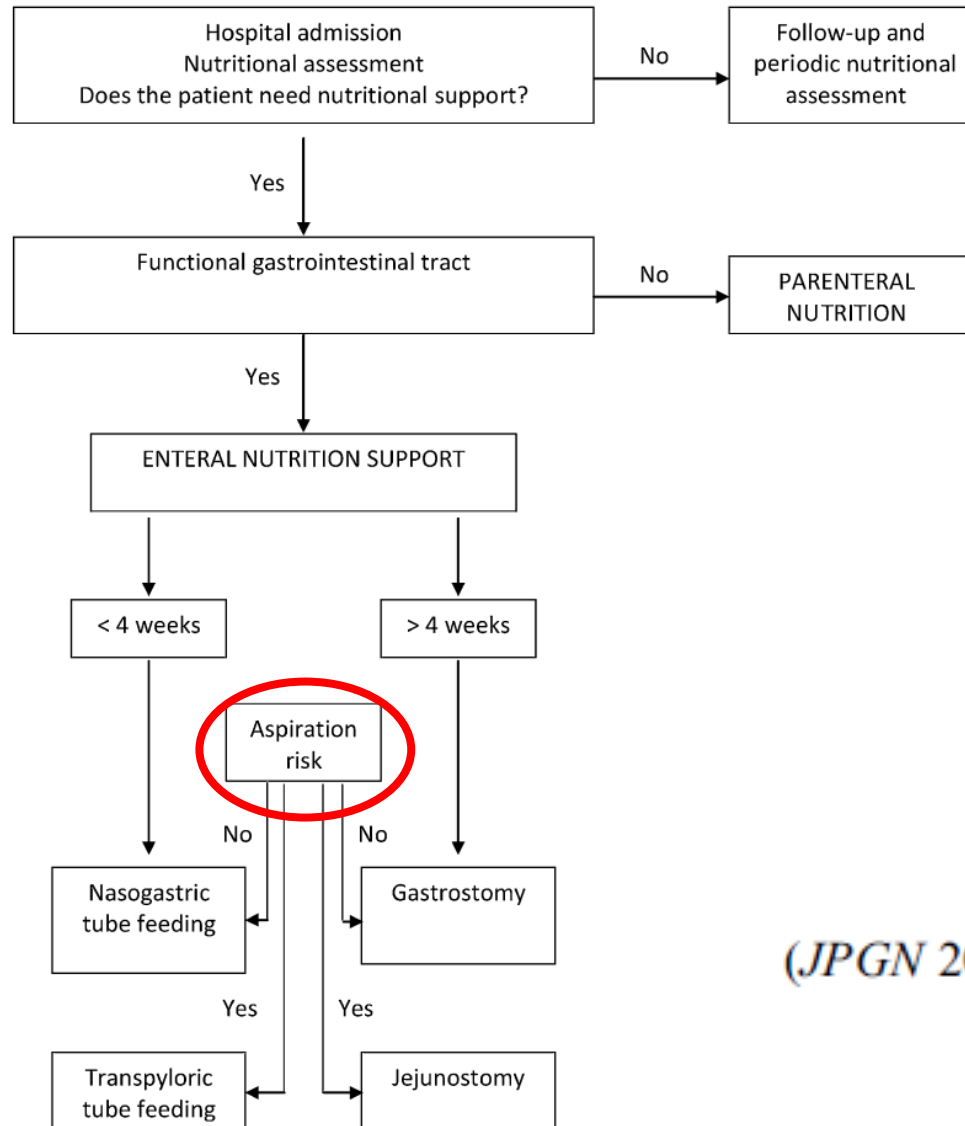 Hospital admission
Nutritional assessment
Does the patient need nutritional support?
No
Follow-up and
periodic nutritional
assessment
Yes
Functional gastrointestinal tract
No
PARENTERAL
NUTRITION
Yes
ENTERAL NUTRITION SUPPORT
< 4 weeks
> 4 weeks
Aspiration
risk
No
No
Nasogastric
tube feeding
Gastrostomy
(JPGN 20
Yes
Yes
Transpyloric
tube feeding
Jejunostomy